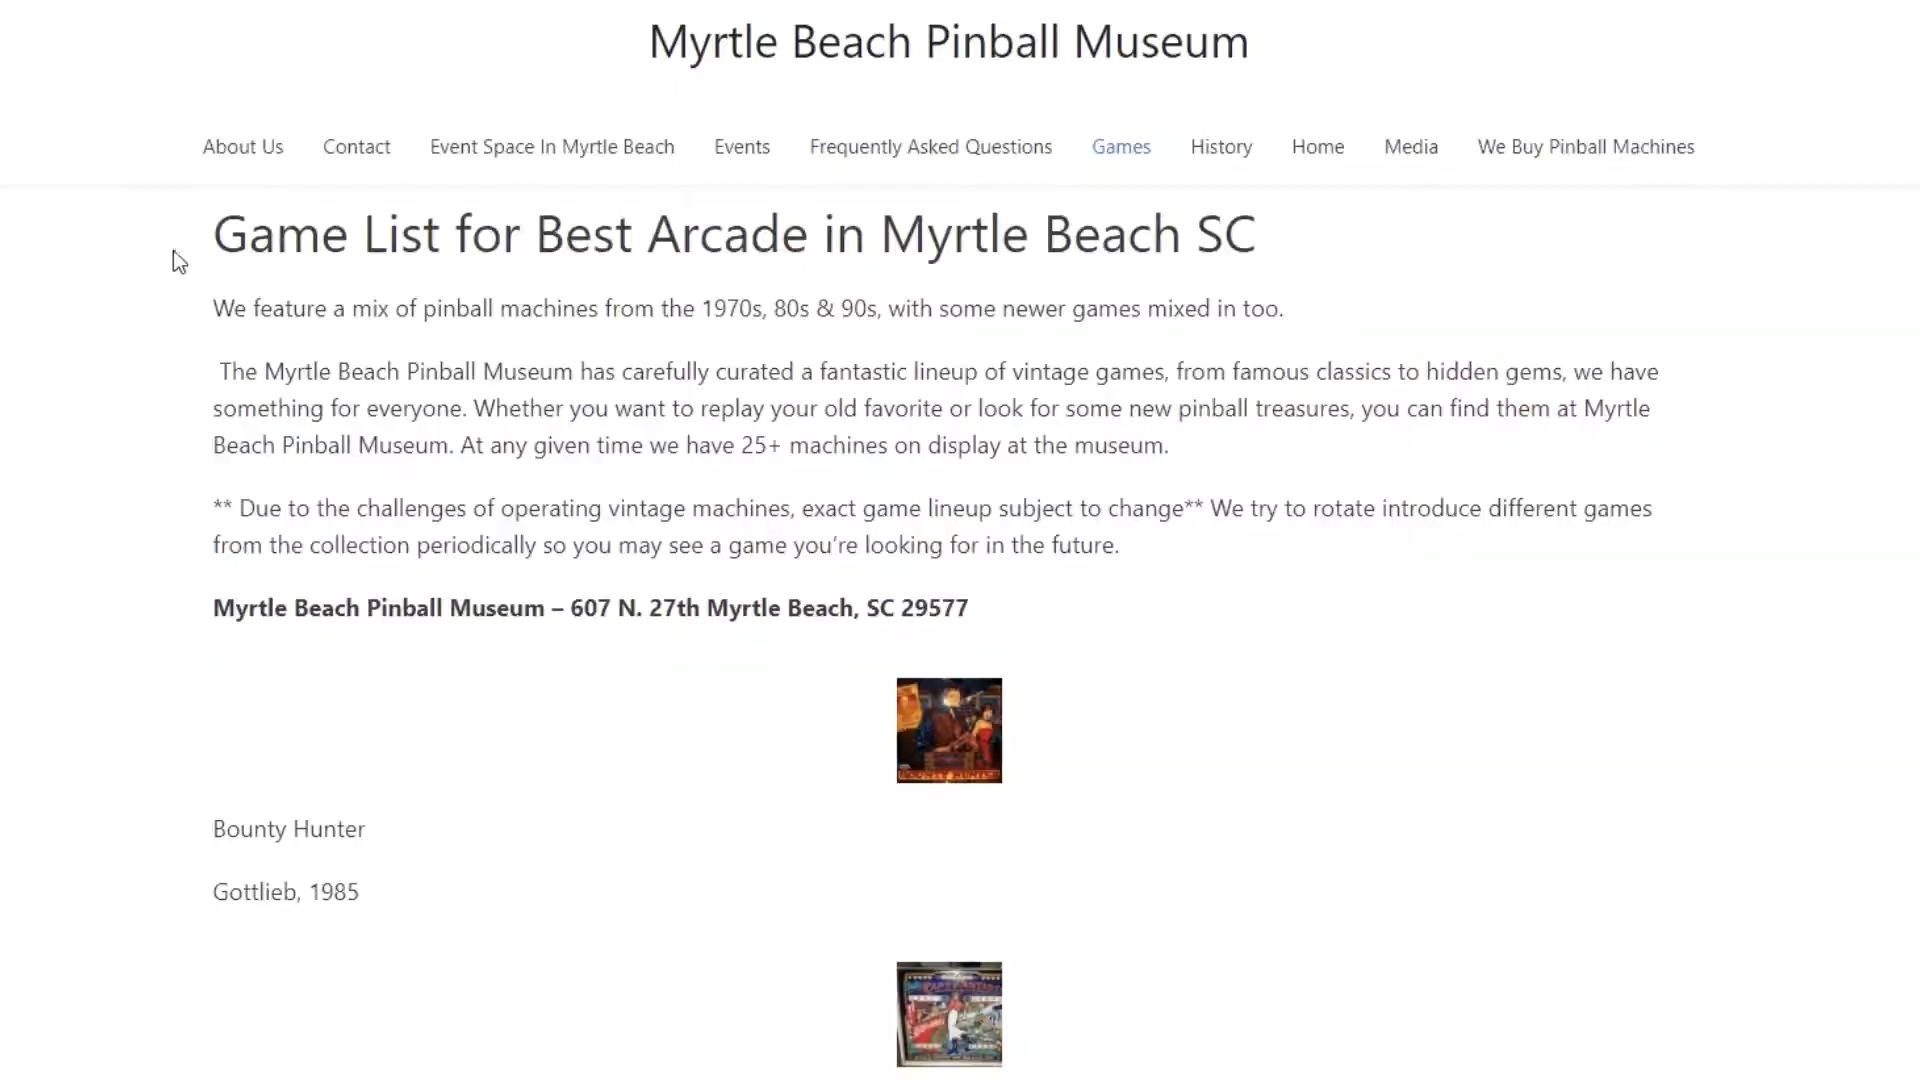 Myrtle Beach Pinball Museum
About Us Contact Event Space In Myrtle Beach Events Frequently Asked Questions Games History Home Media We Buy Pinball Machines
Game List for Best Arcade in Myrtle Beach SC
We feature a mix of pinball machines from the 1970s, 80s & 90s, with some newer games mixed in too.
The Myrtle Beach Pinball Museum has carefully curated a fantastic lineup of vintage games, from famous classics to hidden gems, we have
something for everyone. Whether you want to replay your old favorite or look for some new pinball treasures, you can find them at Myrtle
Beach Pinball Museum. At any given time we have 25+ machines on display at the museum.
** Due to the challenges of operating vintage machines, exact game lineup subject to change** We try to rotate introduce different games
from the collection periodically so you may see a game you’re looking for in the future.
Myrtle Beach Pinball Museum – 607 N. 27th Myrtle Beach, SC 29577
BOUNTY HUNTER
Bounty Hunter
Gottlieb, 1985